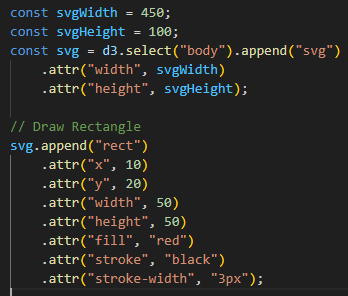 const svgWidth = 450;
const svgHeight = 100;
const svg = d3.select("body").append("svg")
    .attr("width", svgWidth)
    .attr("height", svgHeight);

// Draw Rectangle
svg.append("rect")
    .attr("x", 10)
    .attr("y", 20)
    .attr("width", 50)
    .attr("height", 50)
    .attr("fill", "red")
    .attr("stroke", "black")
    .attr("stroke-width", "3px");